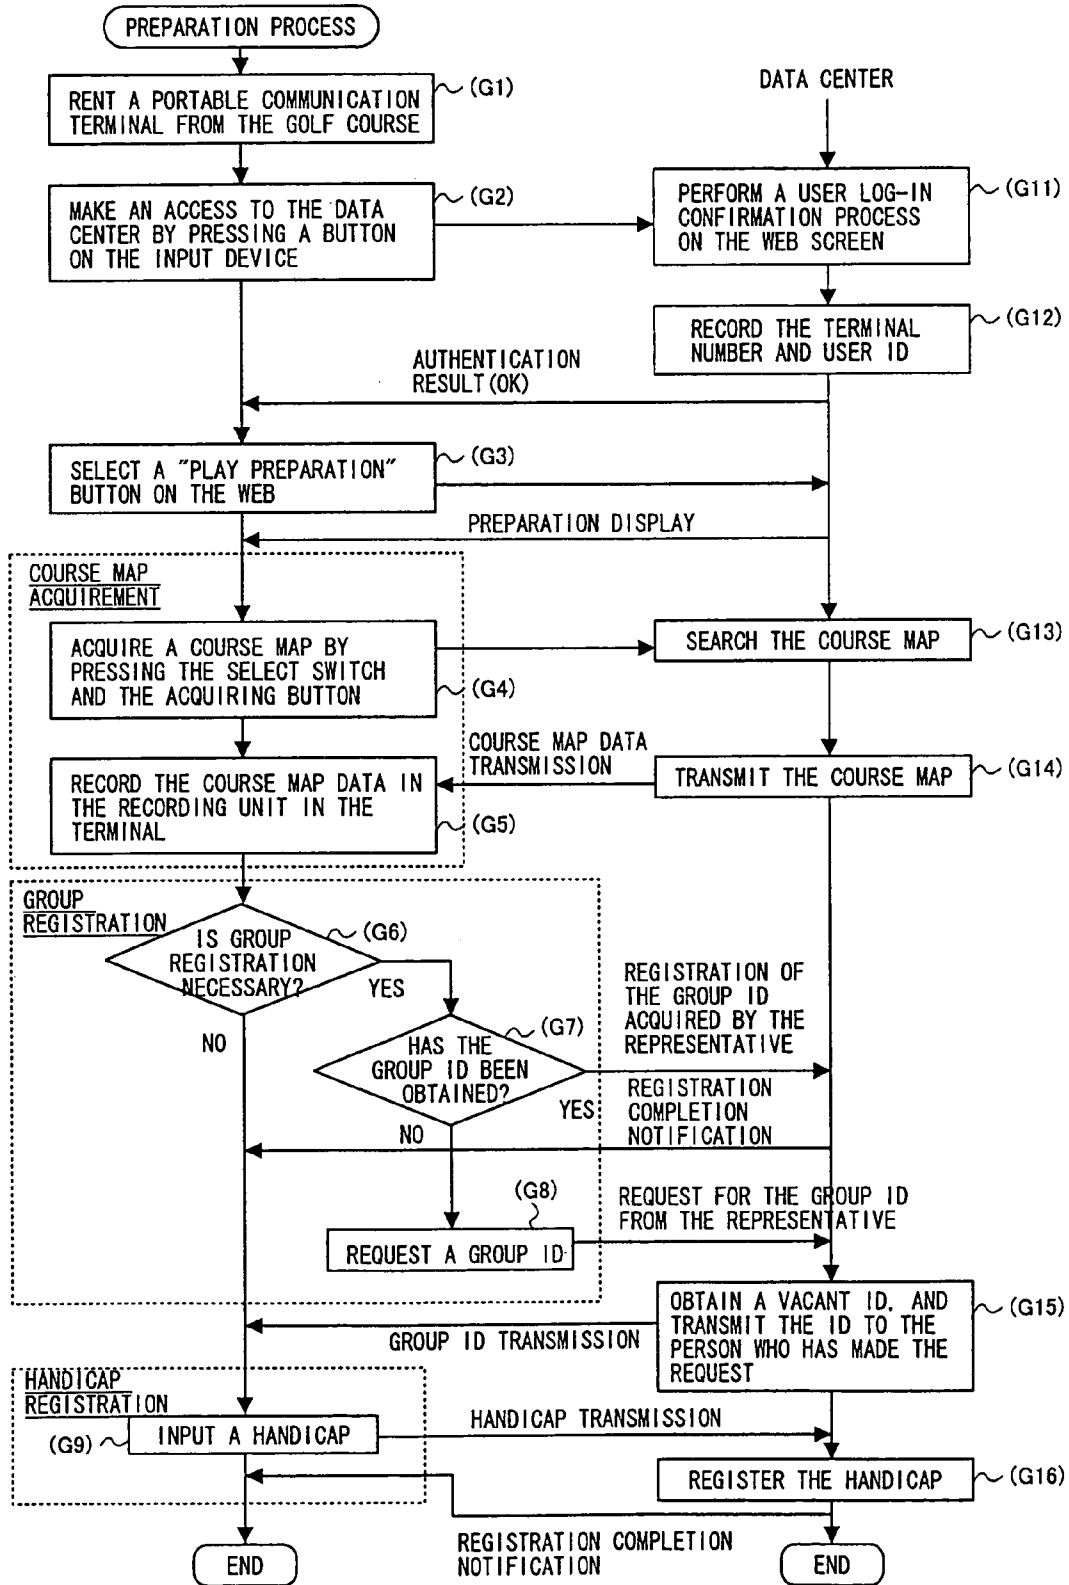 PREPARATION PROCESS
RENT A PORTABLE COMMUNICATION
TERMINAL FROM THE GOLF COURSE
(G1)
DATA CENTER
MAKE AN ACCESS TO THE DATA
CENTER BY PRESSING A BUTTON
ON THE INPUT DEVICE
(G2)
PERFORM A USER LOG-IN
CONFIRMATION PROCESS
ON THE WEB SCREEN
(G11)
RECORD THE TERMINAL
NUMBER AND USER ID
(G12)
AUTHENTICATION
RESULT(OK)
SELECT A "PLAY PREPARATION"
BUTTON ON THE WEB
(G3)
PREPARATION DISPLAY
COURSE MAP
ACQUIREMENT
ACQUIRE A COURSE MAP BY
PRESSING THE SELECT SWITCH
AND THE ACQUIRING BUTTON
(G4)
SEARCH THE COURSE MAP
(G13)
COURSE MAP DATA
TRANSMISSION
RECORD THE COURSE MAP DATA IN
THE RECORDING UNIT IN THE
TERMINAL
(G5)
TRANSMIT THE COURSE MAP
(G14)
GROUP
REGISTRATION
IS GROUP
REGISTRATION
NECESSARY?
(G6)
YES
NO
HAS THE
GROUP ID BEEN
OBTAINED?
(G7)
YES
NO
REGISTRATION OF
THE GROUP ID
ACQUIRED BY THE
REPRESENTATIVE
REGISTRATION
COMPLETION
NOTIFICATION
(G8)
REQUEST A GROUP ID
REQUEST FOR THE GROUP ID
FROM THE REPRESENTATIVE
OBTAIN A VACANT ID, AND
TRANSMIT THE ID TO THE
PERSON WHO HAS MADE THE
REQUEST
(G15)
GROUP ID TRANSMISSION
HANDICAP
REGISTRATION
(G9)
INPUT A HANDICAP
HANDICAP TRANSMISSION
REGISTER THE HANDICAP
(G16)
REGISTRATION COMPLETION
NOTIFICATION
END
END